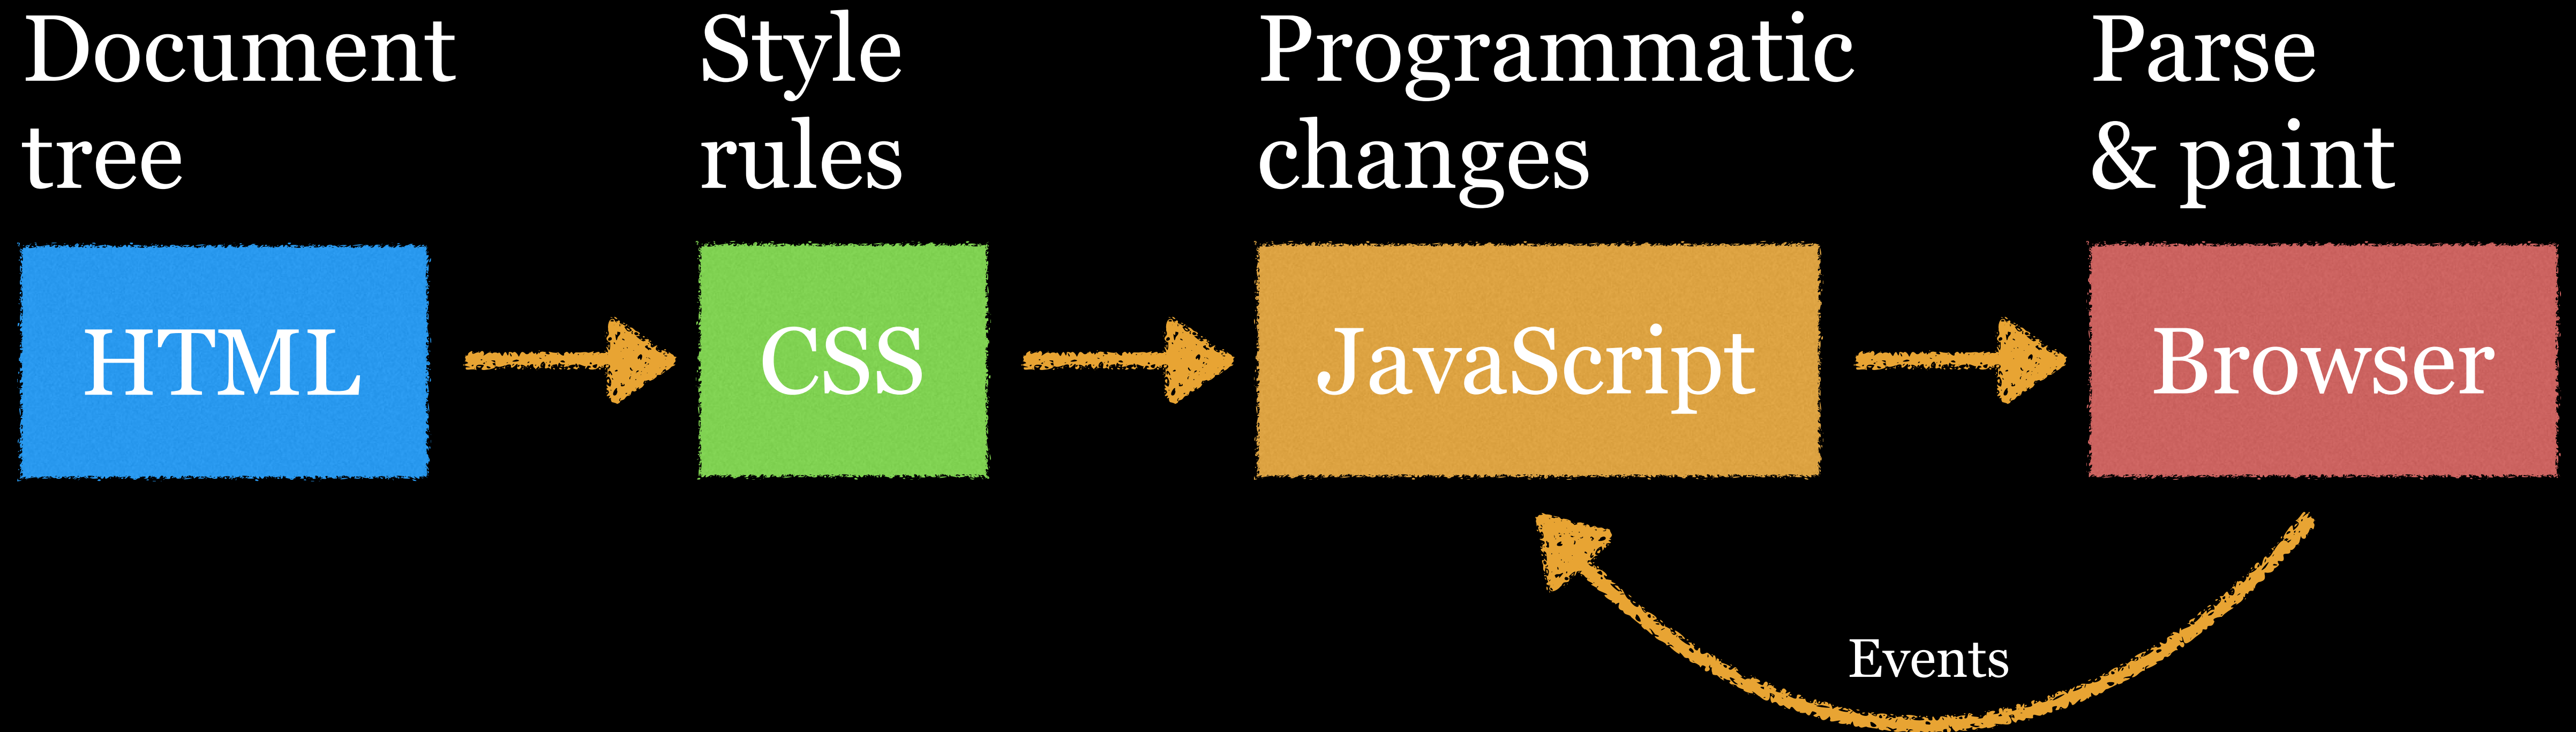 Document
tree
Style
rules
Programmatic
changes
Parse
& paint
HTML
CSS
JavaScript
Browser
Events